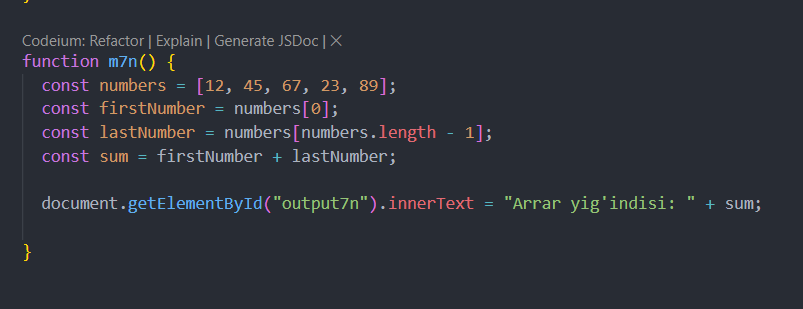 Codeium: Refactor | Explain | Generate JSDoc | ×
function m7n() {
const numbers = [12, 45, 67, 23, 89];
const firstNumber = numbers[0];
const lastNumber = numbers[numbers.length - 1];
const sum = firstNumber + lastNumber;
document.getElementById("output7n").innerText = "Arrar yig'indisi: " + sum;
}